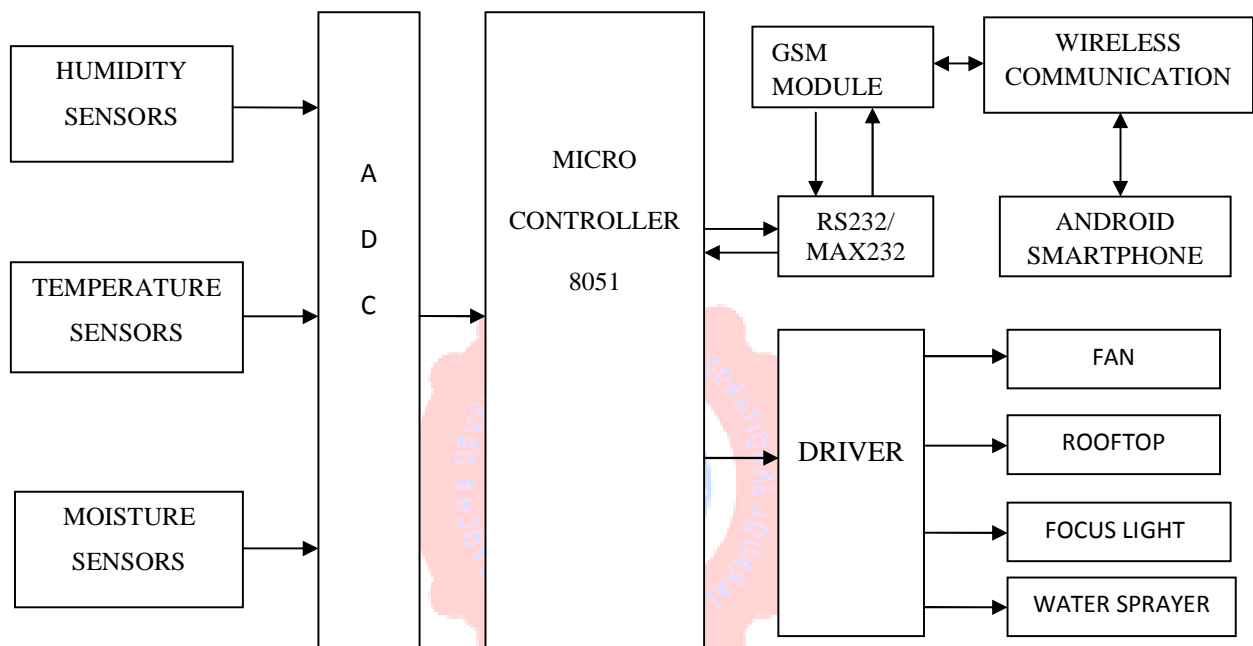 HUMIDITY
SENSORS
TEMPERATURE
SENSORS
MOISTURE
SENSORS
A
D
C
MICRO
CONTROLLER
8051
GSM
MODULE
WIRELESS
COMMUNICATION
RS232/
MAX232
ANDROID
SMARTPHONE
DRIVER
FAN
ROOFTOP
FOCUS LIGHT
WATER SPRAYER